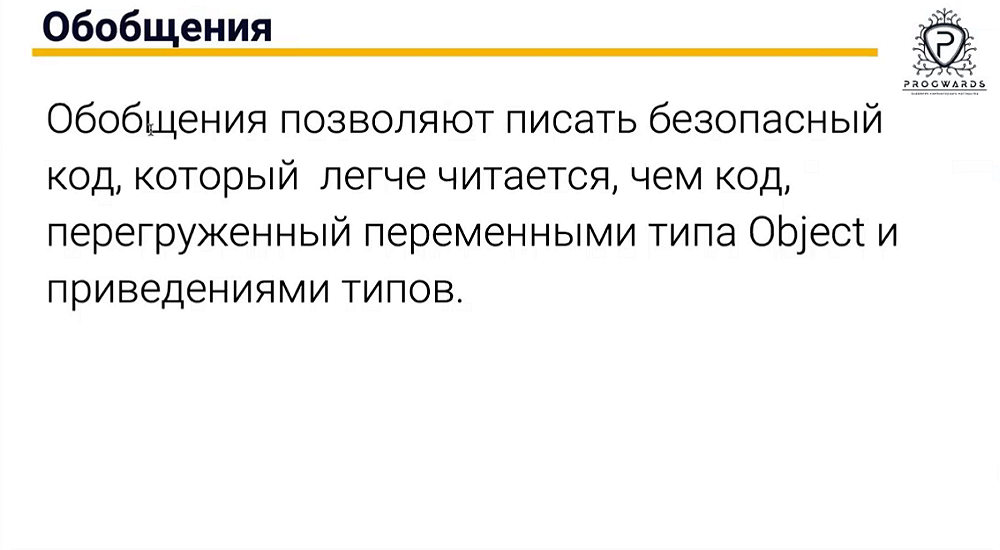 Обобщения
PROGWARDS
Обобщения позволяют писать безопасный
код, который  легче читается, чем код,
перегруженный переменными типа Object и
приведениями типов.